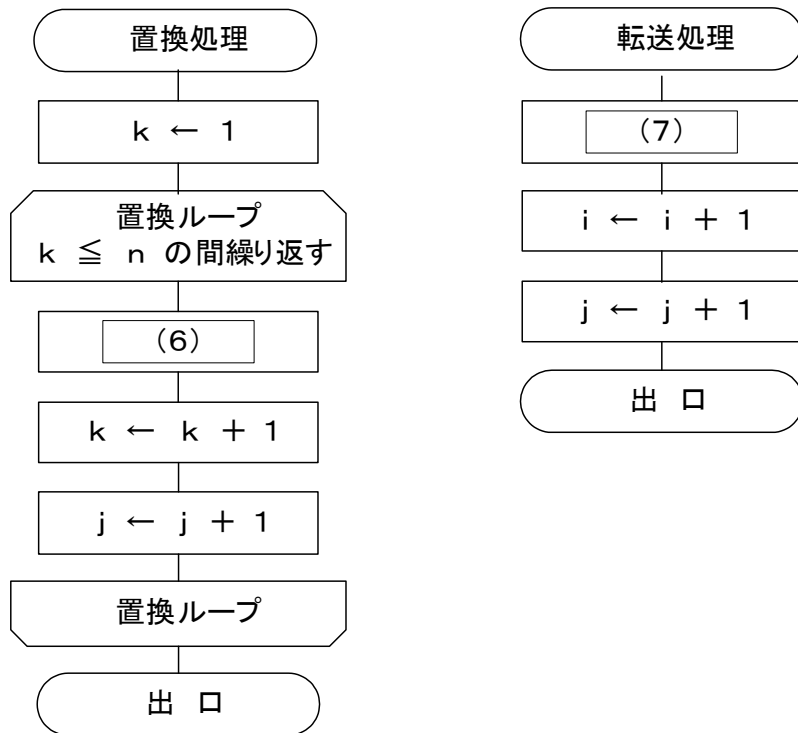 置換処理
k ← 1
置換ループ
k ≦ n の間繰り返す
(6)
k ← k + 1
j ← j + 1
置換ループ
出 口
転送処理
(7)
i ← i + 1
j ← j + 1
出 口